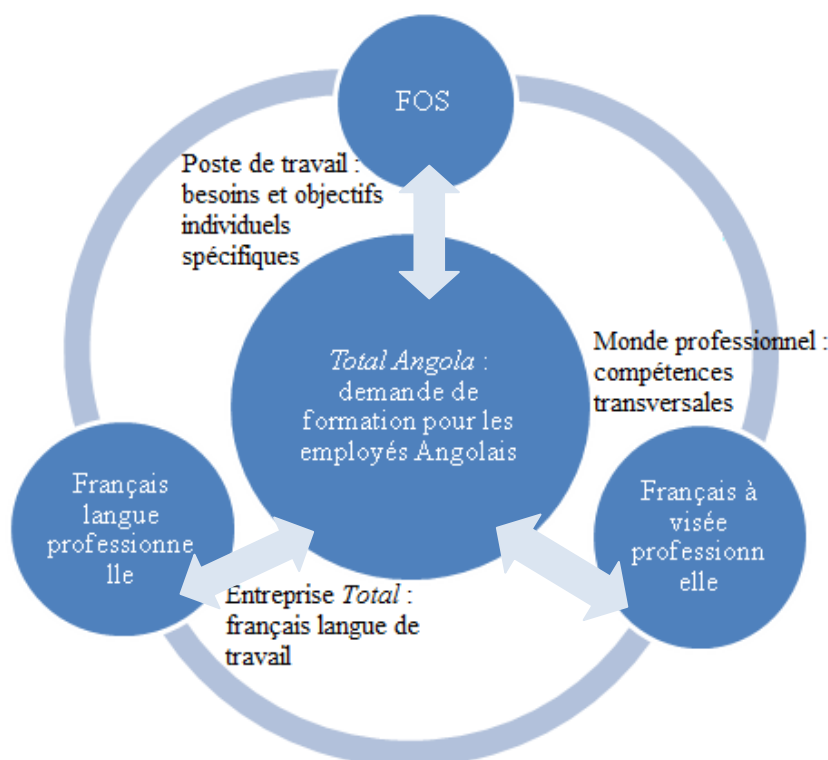 FOS
Poste de travail :
besoins et objectifs
individuels
spécifiques
Total Angola :
demande de
formation pour les
employés Angolais
Monde professionnel :
compétences
transversales
Français
langue
professionne
lle
Français à
visée
professionn
elle
Entreprise Total :
français langue de
travail